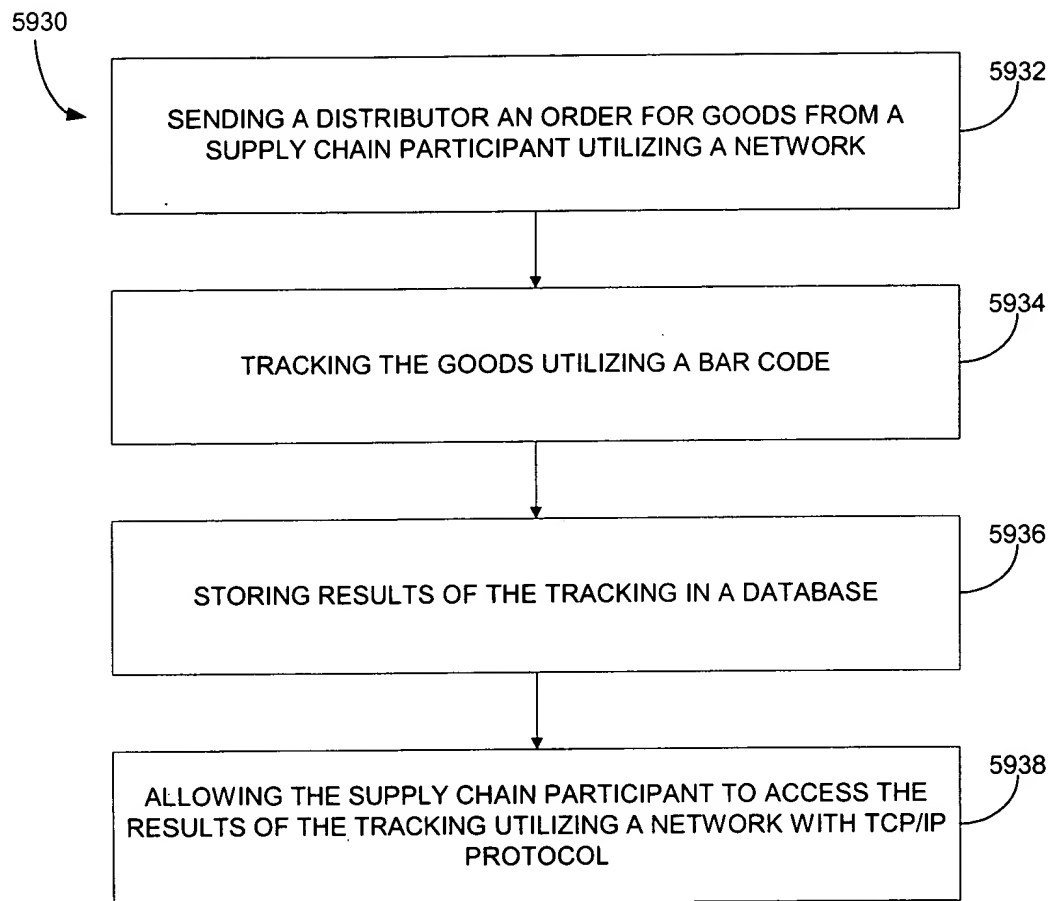 5930
5932
SENDING A DISTRIBUTOR AN ORDER FOR GOODS FROM A
SUPPLY CHAIN PARTICIPANT UTILIZING A NETWORK
5934
TRACKING THE GOODS UTILIZING A BAR CODE
5936
STORING RESULTS OF THE TRACKING IN A DATABASE
5938
ALLOWING THE SUPPLY CHAIN PARTICIPANT TO ACCESS THE
RESULTS OF THE TRACKING UTILIZING A NETWORK WITH TCP/IP
PROTOCOL